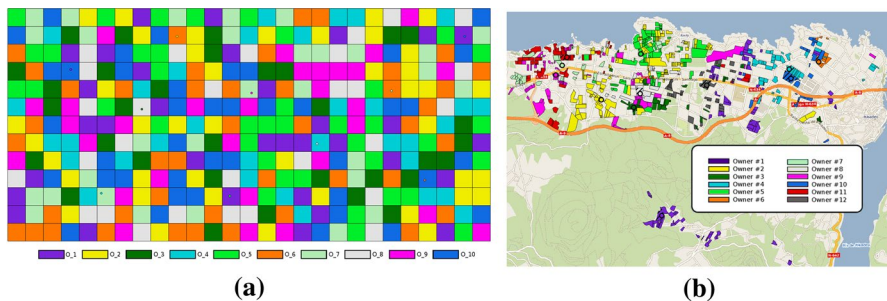 Owner #1
Owner #2
Owner #3
Owner #4
Owner #5
Owner #6
Owner #7
Owner #8
Owner #9
Owner #10
Owner #11
Owner #12
O_1 O_2 O_3 O_4 O_5 O_6 O_7 O_8 O_9 O_10
(a) (b)